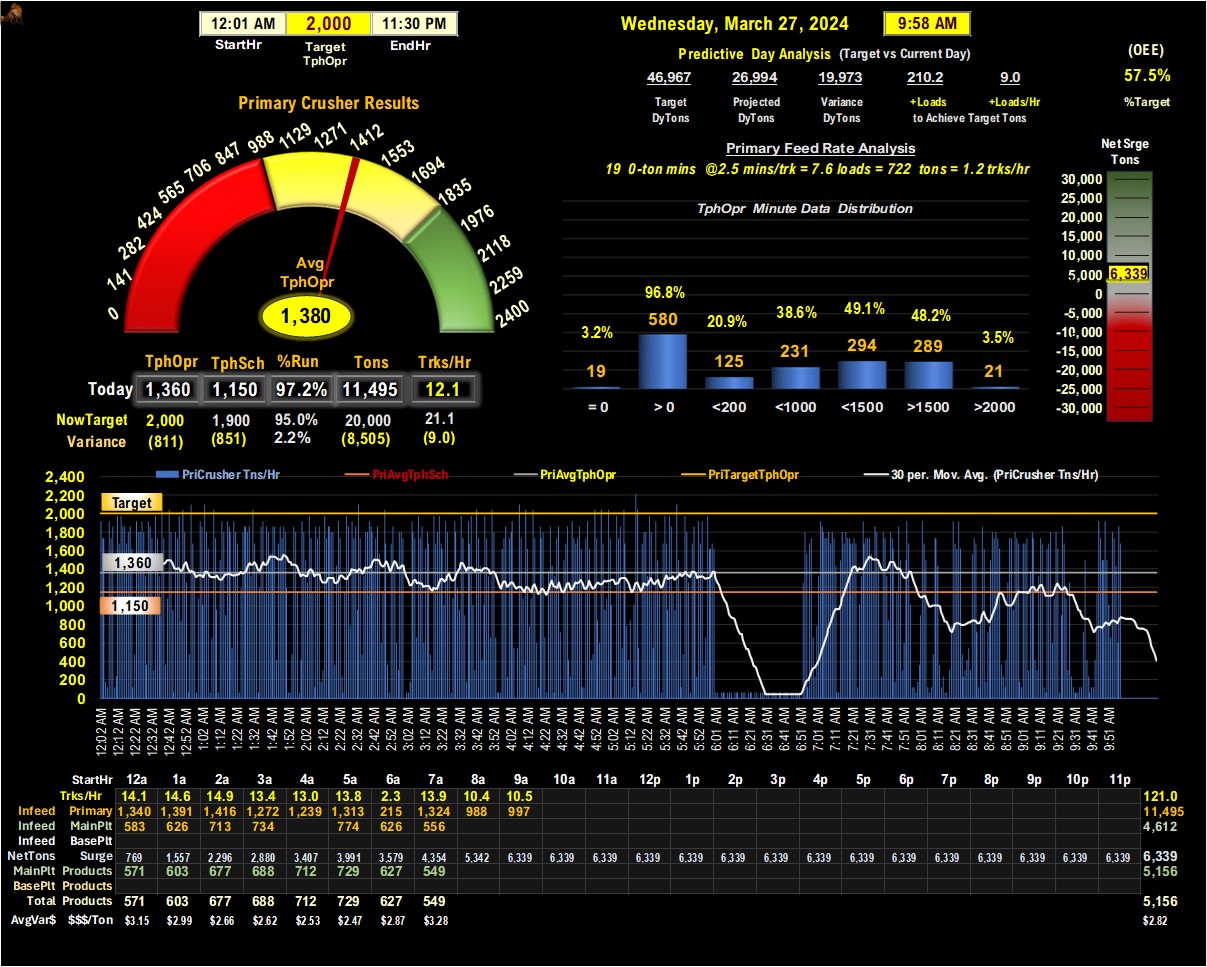 12:01 AM 2,000 11:30 PM
StartHr Target TphOpr EndHr
Wednesday, March 27, 2024 9:58 AM
Predictive Day Analysis (Target vs Current Day)
46,967 26,994 19,973 210.2 9.0
Target DyTons Projected DyTons Variance DyTons +Loads +Loads/Hr
to Achieve Target Tons
(OEE)
57.5%
%Target
Primary Crusher Results
0 141 282 424 565 706 847 988 1129 1271 1412 1553 1694 1835 1976 2118 2259 2400
Avg
TphOpr
1,380
TphOpr TphSch %Run Tons Trks/Hr
Today 1,360 1,150 97.2% 11,495 12.1
NowTarget 2,000 1,900 95.0% 20,000 21.1
Variance (811) (851) 2.2% (8,505) (9.0)
Primary Feed Rate Analysis
19 0-ton mins @2.5 mins/trk = 7.6 loads = 722 tons = 1.2 trks/hr
TphOpr Minute Data Distribution
3.2% 96.8% 20.9% 38.6% 49.1% 48.2% 3.5%
19 580 125 231 294 289 21
= 0 > 0 <200 <1000 <1500 >1500 >2000
Net Srge
Tons
30,000
25,000
20,000
15,000
10,000
5,000 6,339
0
-5,000
-10,000
-15,000
-20,000
-25,000
-30,000
PriCrusher Tns/Hr PriAvgTphSch PriAvgTphOpr PriTargetTphOpr 30 per. Mov. Avg. (PriCrusher Tns/Hr)
2,400
2,200
2,000
1,800
1,600
1,400
1,200
1,000
800
600
400
200
0
Target
1,360
1,150
12:02 AM 12:12 AM 12:22 AM 12:32 AM 12:42 AM 12:52 AM 1:02 AM 1:12 AM 1:22 AM 1:32 AM 1:42 AM 1:52 AM 2:02 AM 2:12 AM 2:22 AM 2:32 AM 2:42 AM 2:52 AM 3:02 AM 3:12 AM 3:22 AM 3:32 AM 3:42 AM 3:52 AM 4:02 AM 4:12 AM 4:22 AM 4:32 AM 4:42 AM 4:52 AM 5:02 AM 5:12 AM 5:22 AM 5:32 AM 5:42 AM 5:52 AM 6:01 AM 6:11 AM 6:21 AM 6:31 AM 6:41 AM 6:51 AM 7:01 AM 7:11 AM 7:21 AM 7:31 AM 7:41 AM 7:51 AM 8:01 AM 8:11 AM 8:21 AM 8:31 AM 8:41 AM 8:51 AM 9:01 AM 9:11 AM 9:21 AM 9:31 AM 9:41 AM 9:51 AM
StartHr 12a 1a 2a 3a 4a 5a 6a 7a 8a 9a 10a 11a 12p 1p 2p 3p 4p 5p 6p 7p 8p 9p 10p 11p
Trks/Hr 14.1 14.6 14.9 13.4 13.0 13.8 2.3 13.9 10.4 10.5 121.0
Infeed Primary 1,340 1,391 1,416 1,272 1,239 1,313 215 1,324 988 997 11,495
Infeed MainPlt 583 626 713 734 774 626 556 4,612
Infeed BasePlt
NetTons Surge 769 1,557 2,296 2,880 3,407 3,991 3,579 4,354 5,342 6,339 6,339 6,339 6,339 6,339 6,339 6,339 6,339 6,339 6,339 6,339 6,339 6,339 6,339 6,339 6,339
MainPlt Products 571 603 677 688 712 729 627 549 5,156
BasePlt Products
Total Products 571 603 677 688 712 729 627 549 5,156
AvgVar$ $$$/Ton $3.15 $2.99 $2.66 $2.62 $2.53 $2.47 $2.87 $3.28 $2.82